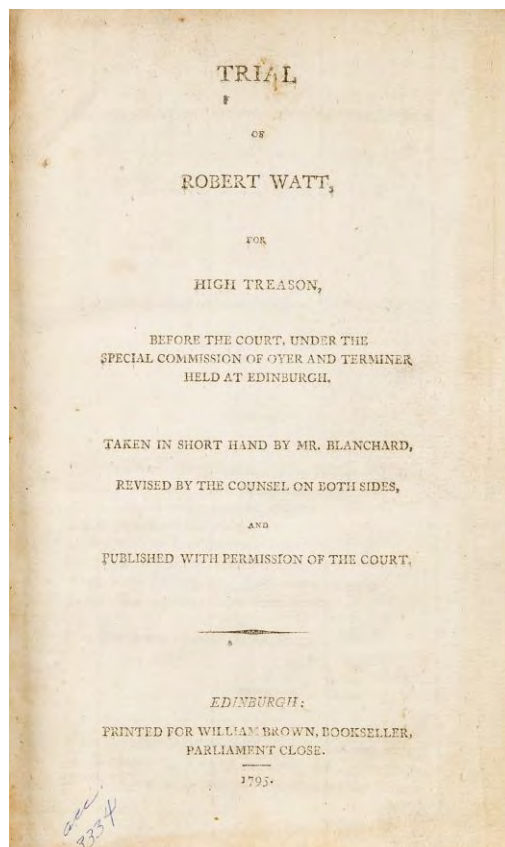 TRIAL
OF
ROBERT WATT,
FOR
HIGH TREASON,
BEFORE THE COURT, UNDER THE
SPECIAL COMMISSION OF OYER AND TERMINER
HELD AT EDINBURGH.
TAKEN IN SHORT HAND BY MR. BLANCHARD,
REVISED BY THE COUNSEL ON BOTH SIDES,
AND
PUBLISHED WITH PERMISSION OF THE COURT.
EDINBURGH:
PRINTED FOR WILLIAM BROWN, BOOKSELLER,
PARLIAMENT CLOSE.
1795.
acc.
3334